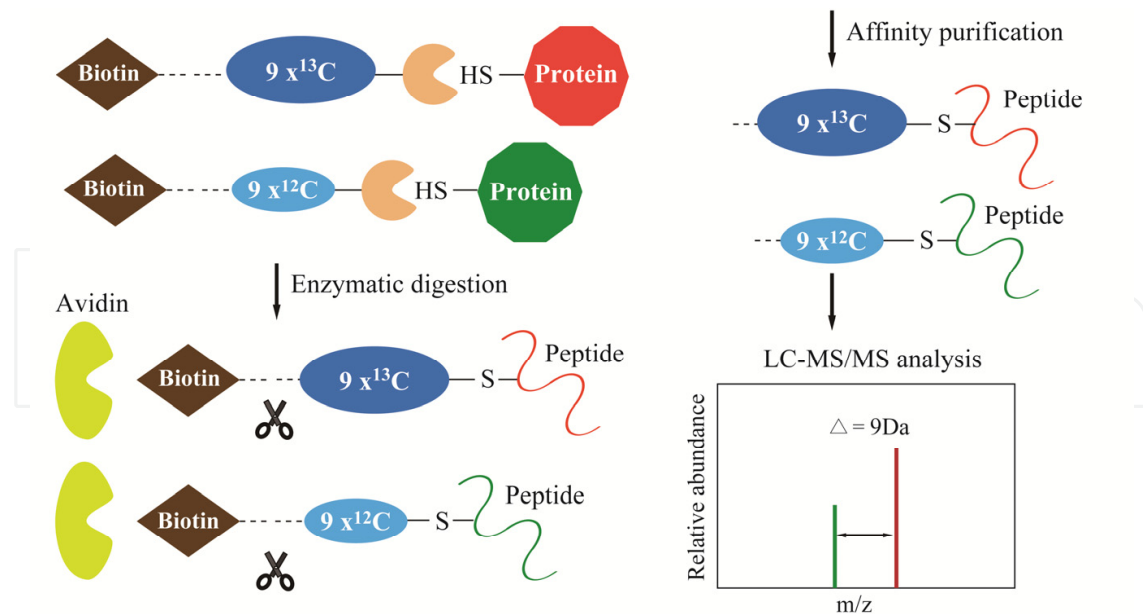 Biotin
9 x¹³C
HS
Protein
Biotin
9 x¹²C
HS
Protein
Enzymatic digestion
Avidin
Biotin
9 x¹³C
S
Peptide
Biotin
9 x¹²C
S
Peptide
Affinity purification
9 x¹³C
S
Peptide
9 x¹²C
S
Peptide
LC-MS/MS analysis
△ = 9Da
Relative abundance
m/z